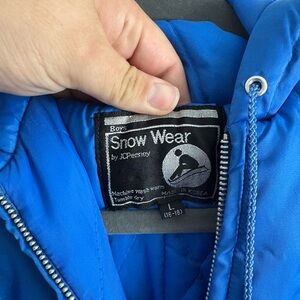 Boys
Snow Wear
by JCPenney
Machine wash warm
Tumble dry
MADE IN KOREA
L
(16-18)